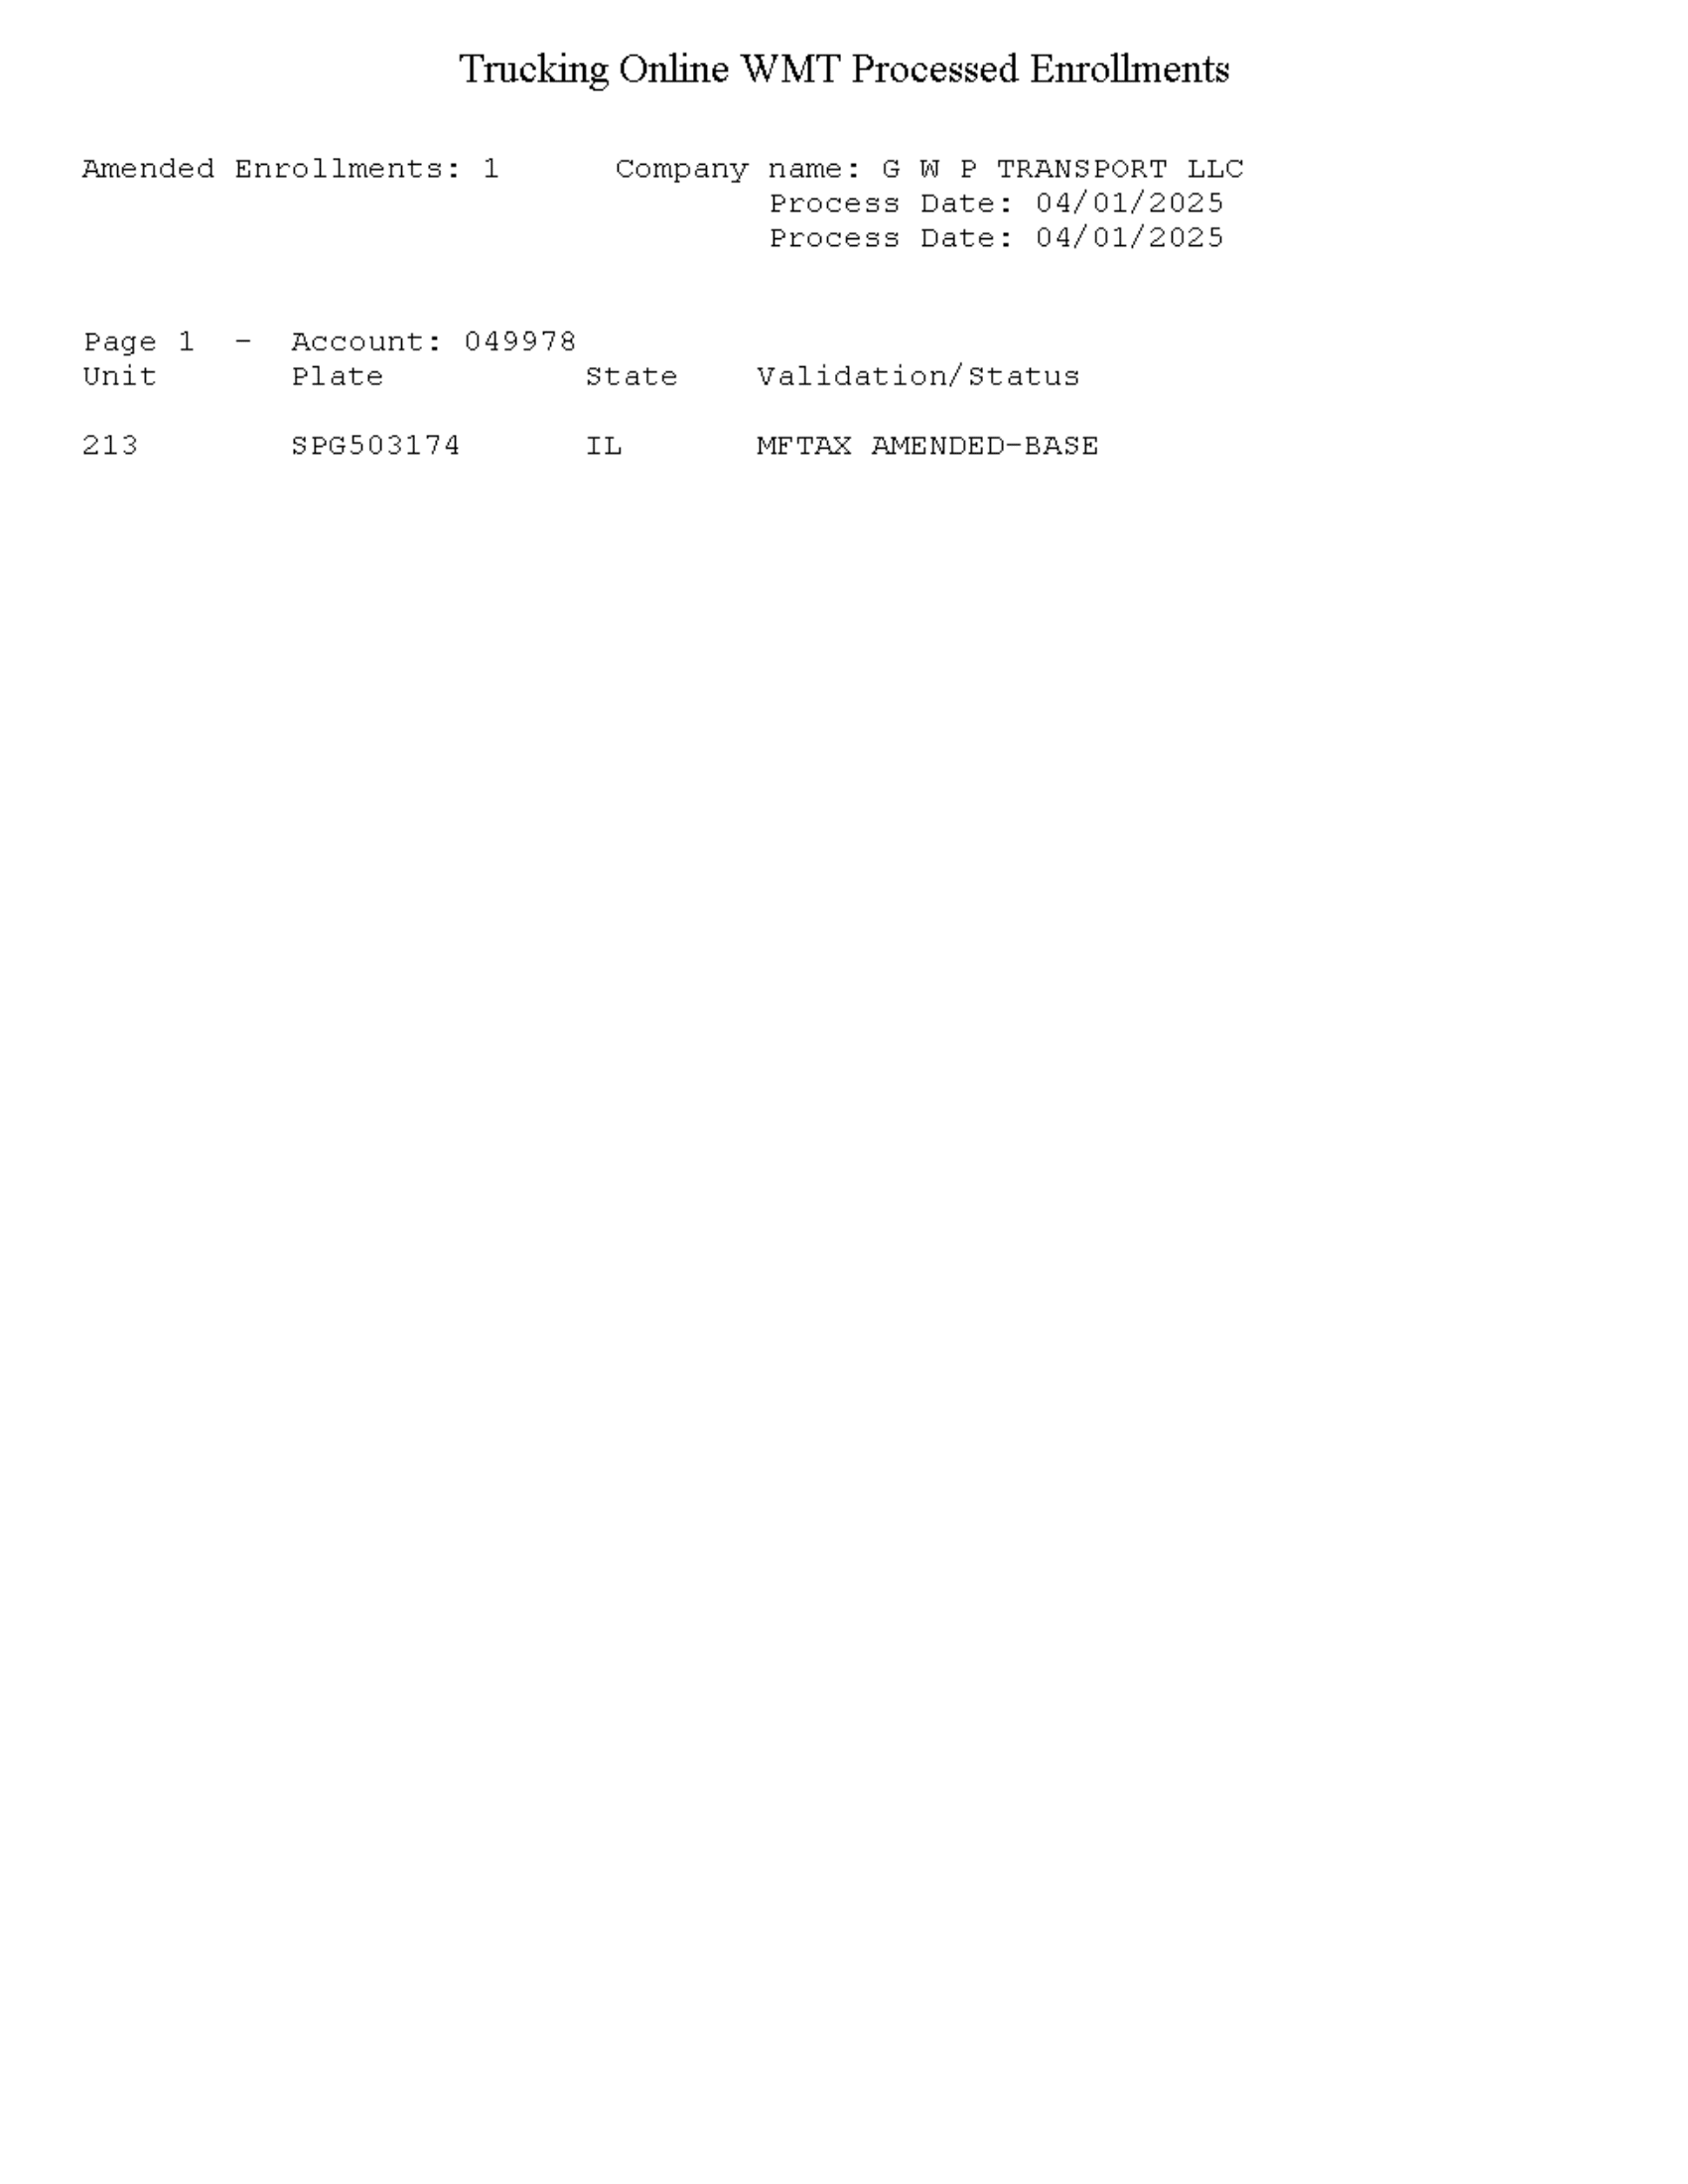 Trucking Online WMT Processed Enrollments
Amended Enrollments: 1 Company name: G W P TRANSPORT LLC
Process Date: 04/01/2025
Process Date: 04/01/2025
Page 1 - Account: 049978
Unit Plate State Validation/Status
213 SPG503174 IL MFTAX AMENDED-BASE